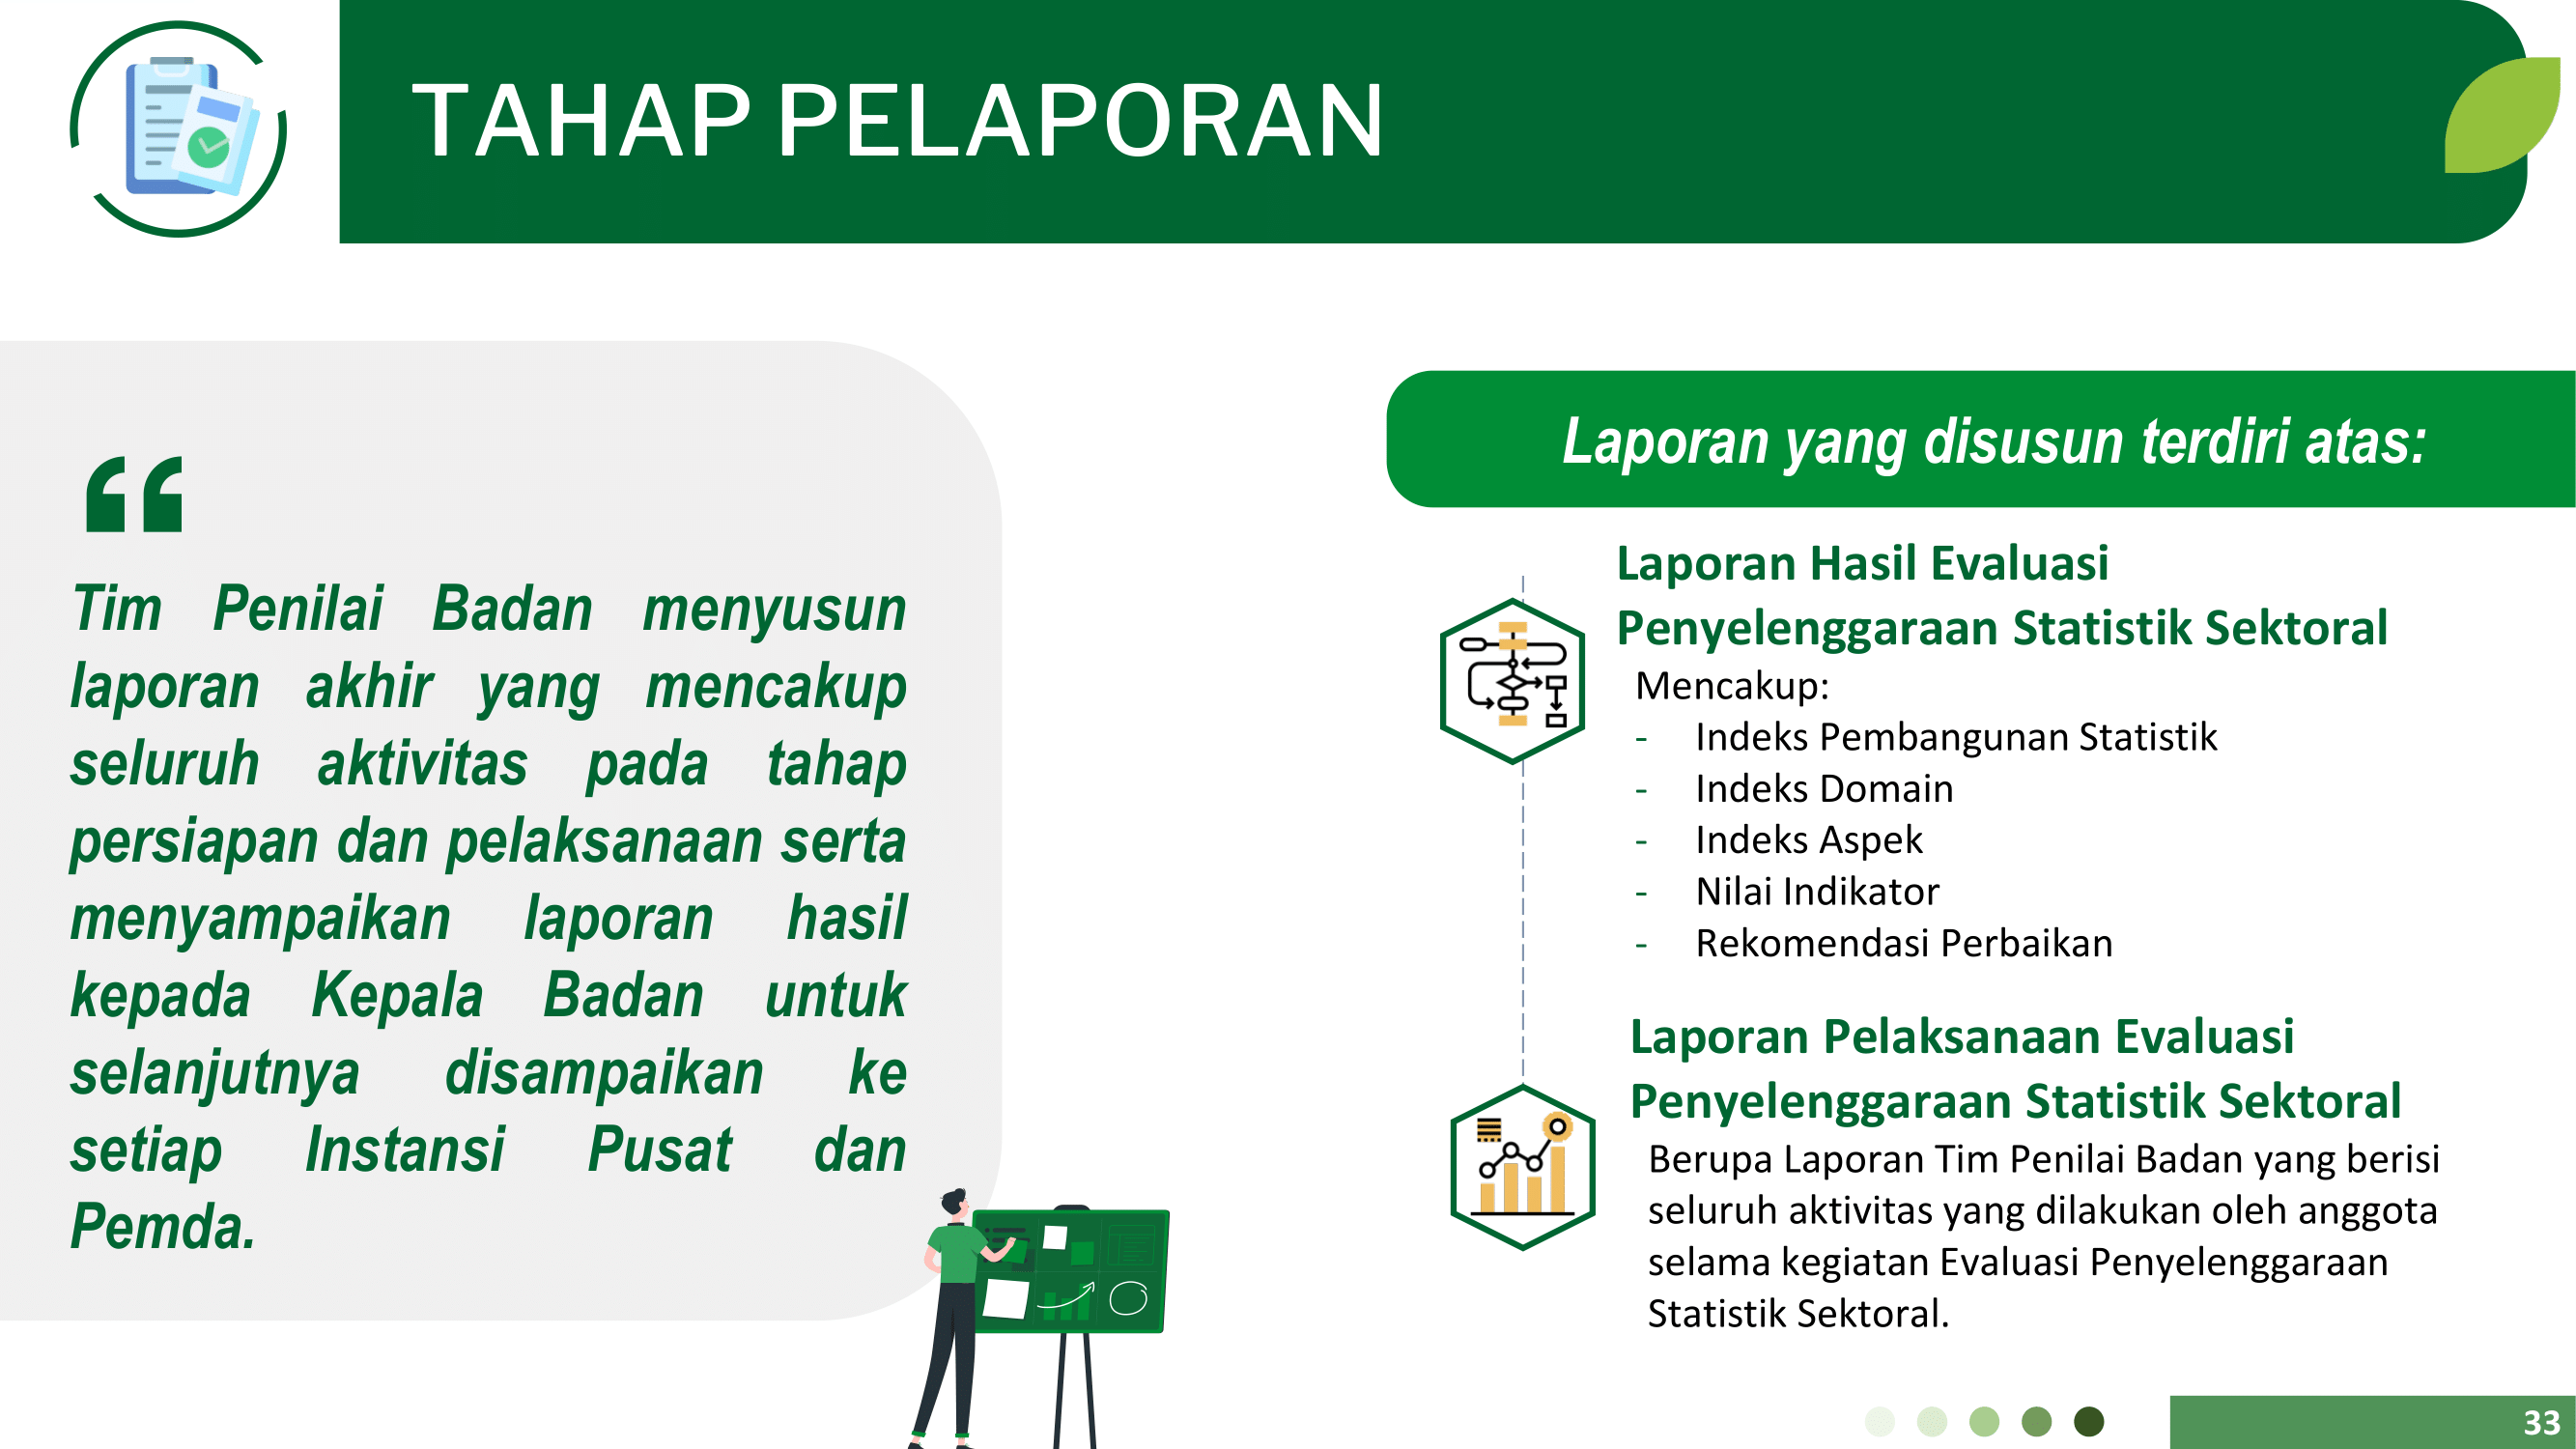 TAHAP PELAPORAN
Tim Penilai Badan menyusun
laporan akhir yang mencakup
seluruh aktivitas pada tahap
persiapan dan pelaksanaan serta
menyampaikan laporan hasil
kepada Kepala Badan untuk
selanjutnya disampaikan ke
setiap Instansi Pusat dan
Pemda.
Laporan yang disusun terdiri atas:
Laporan Hasil Evaluasi
Penyelenggaraan Statistik Sektoral
Mencakup:
- Indeks Pembangunan Statistik
- Indeks Domain
- Indeks Aspek
- Nilai Indikator
- Rekomendasi Perbaikan
Laporan Pelaksanaan Evaluasi
Penyelenggaraan Statistik Sektoral
Berupa Laporan Tim Penilai Badan yang berisi
seluruh aktivitas yang dilakukan oleh anggota
selama kegiatan Evaluasi Penyelenggaraan
Statistik Sektoral.
33